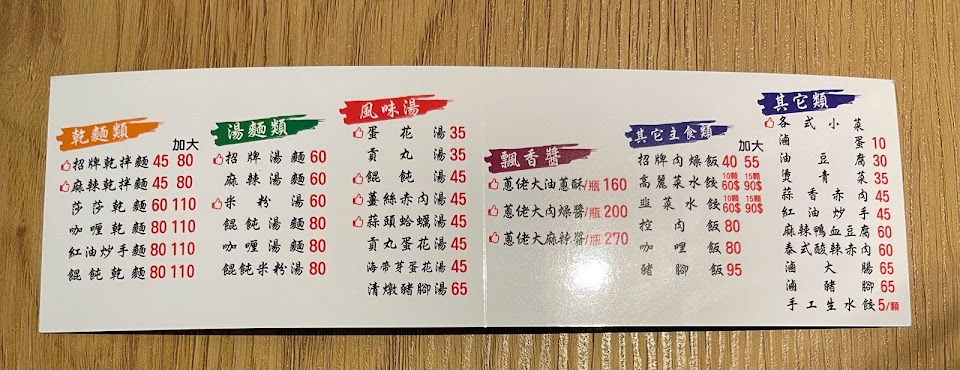 乾麵類
加大
招牌乾拌麵 45 80
麻辣乾拌麵 45 80
莎莎乾麵 60 110
咖哩乾麵 80 110
紅油炒手麵 80 110
餛飩乾麵 80 110
湯麵類
招牌湯麵 60
麻辣湯麵 60
米粉湯 60
餛飩湯麵 80
咖哩湯麵 80
餛飩米粉湯 80
風味湯
蛋花湯 35
貢丸湯 35
餛飩湯 45
薑絲赤肉湯 45
蒜頭蛤蠣湯 45
貢丸蛋花湯 45
海帶芽蛋花湯 45
清燉豬腳湯 65
飄香醬
蔥佬大油蔥酥/瓶 160
蔥佬大肉燥醬/瓶 200
蔥佬大麻辣醬/瓶 270
其它主食類
加大
招牌肉燥飯 40 55
高麗菜水餃 10顆60$ 15顆90$
韭菜水餃 10顆60$ 15顆90$
控肉飯 80
咖哩飯 80
豬腳飯 95
其它類
各式小菜
滷蛋 10
油豆腐 30
燙青菜 35
蒜香赤肉 45
紅油炒手 45
麻辣鴨血豆腐 60
泰式酸辣赤肉 60
滷大腸 65
滷豬腳 65
手工生水餃 5/顆